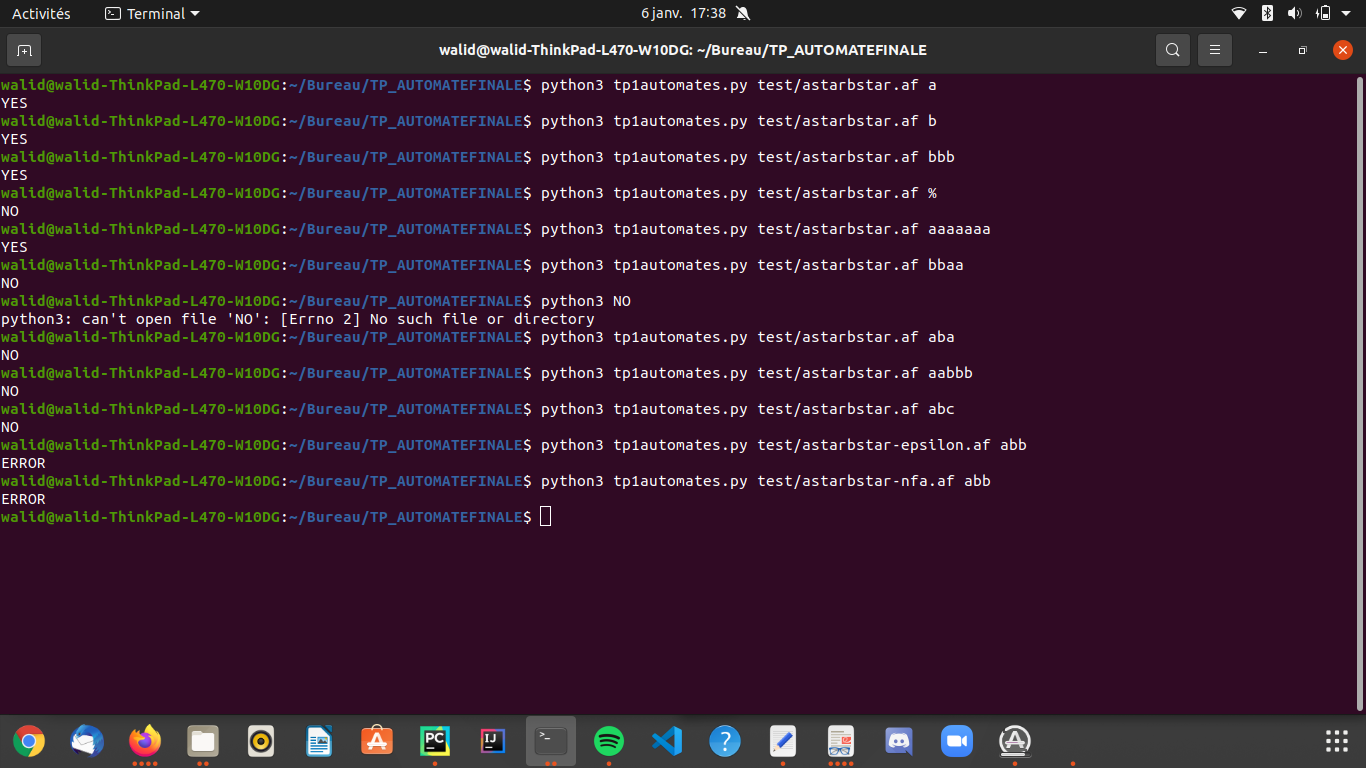 Activités Terminal 6 janv. 17:38
walid@walid-ThinkPad-L470-W10DG: ~/Bureau/TP_AUTOMATEFINALE
walid@walid-ThinkPad-L470-W10DG:~/Bureau/TP_AUTOMATEFINALE$ python3 tp1automates.py test/astarbstar.af a
YES
walid@walid-ThinkPad-L470-W10DG:~/Bureau/TP_AUTOMATEFINALE$ python3 tp1automates.py test/astarbstar.af b
YES
walid@walid-ThinkPad-L470-W10DG:~/Bureau/TP_AUTOMATEFINALE$ python3 tp1automates.py test/astarbstar.af bbb
YES
walid@walid-ThinkPad-L470-W10DG:~/Bureau/TP_AUTOMATEFINALE$ python3 tp1automates.py test/astarbstar.af %
NO
walid@walid-ThinkPad-L470-W10DG:~/Bureau/TP_AUTOMATEFINALE$ python3 tp1automates.py test/astarbstar.af aaaaaaa
YES
walid@walid-ThinkPad-L470-W10DG:~/Bureau/TP_AUTOMATEFINALE$ python3 tp1automates.py test/astarbstar.af bbaa
NO
walid@walid-ThinkPad-L470-W10DG:~/Bureau/TP_AUTOMATEFINALE$ python3 NO
python3: can't open file 'NO': [Errno 2] No such file or directory
walid@walid-ThinkPad-L470-W10DG:~/Bureau/TP_AUTOMATEFINALE$ python3 tp1automates.py test/astarbstar.af aba
NO
walid@walid-ThinkPad-L470-W10DG:~/Bureau/TP_AUTOMATEFINALE$ python3 tp1automates.py test/astarbstar.af aabbb
NO
walid@walid-ThinkPad-L470-W10DG:~/Bureau/TP_AUTOMATEFINALE$ python3 tp1automates.py test/astarbstar.af abc
NO
walid@walid-ThinkPad-L470-W10DG:~/Bureau/TP_AUTOMATEFINALE$ python3 tp1automates.py test/astarbstar-epsilon.af abb
ERROR
walid@walid-ThinkPad-L470-W10DG:~/Bureau/TP_AUTOMATEFINALE$ python3 tp1automates.py test/astarbstar-nfa.af abb
ERROR
walid@walid-ThinkPad-L470-W10DG:~/Bureau/TP_AUTOMATEFINALE$
PC IJ >_ ?